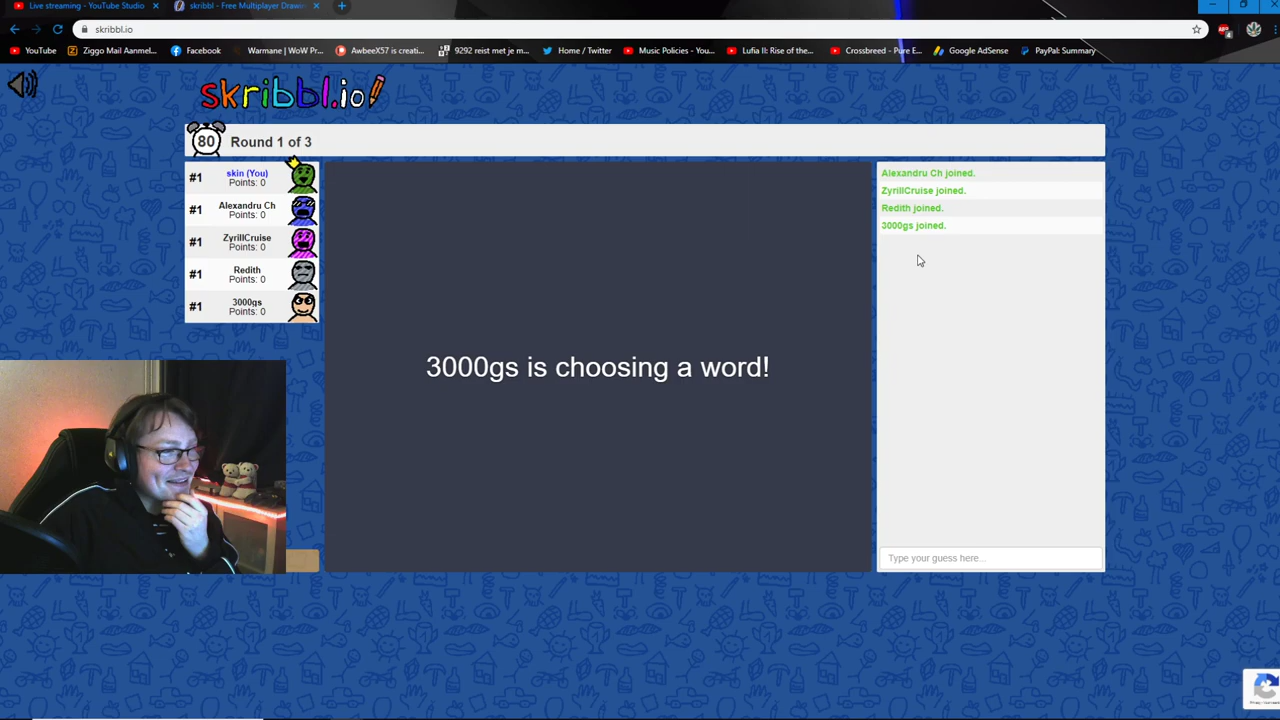 Live streaming - YouTube Studio
skribbl - Free Multiplayer Drawin
skribbl.io
YouTube
Ziggo Mail Aanmel...
Facebook
Warmane | WoW Pr...
AwbeeX57 is creati...
9292 reist met je m...
Home / Twitter
Music Policies - You...
Lufia II: Rise of the...
Crossbreed - Pure E...
Google AdSense
PayPal: Summary
skribbl.io
80 Round 1 of 3
#1 skin (You)
Points: 0
#1 Alexandru Ch
Points: 0
#1 ZyrillCruise
Points: 0
#1 Redith
Points: 0
#1 3000gs
Points: 0
3000gs is choosing a word!
Alexandru Ch joined.
ZyrillCruise joined.
Redith joined.
3000gs joined.
Type your guess here...